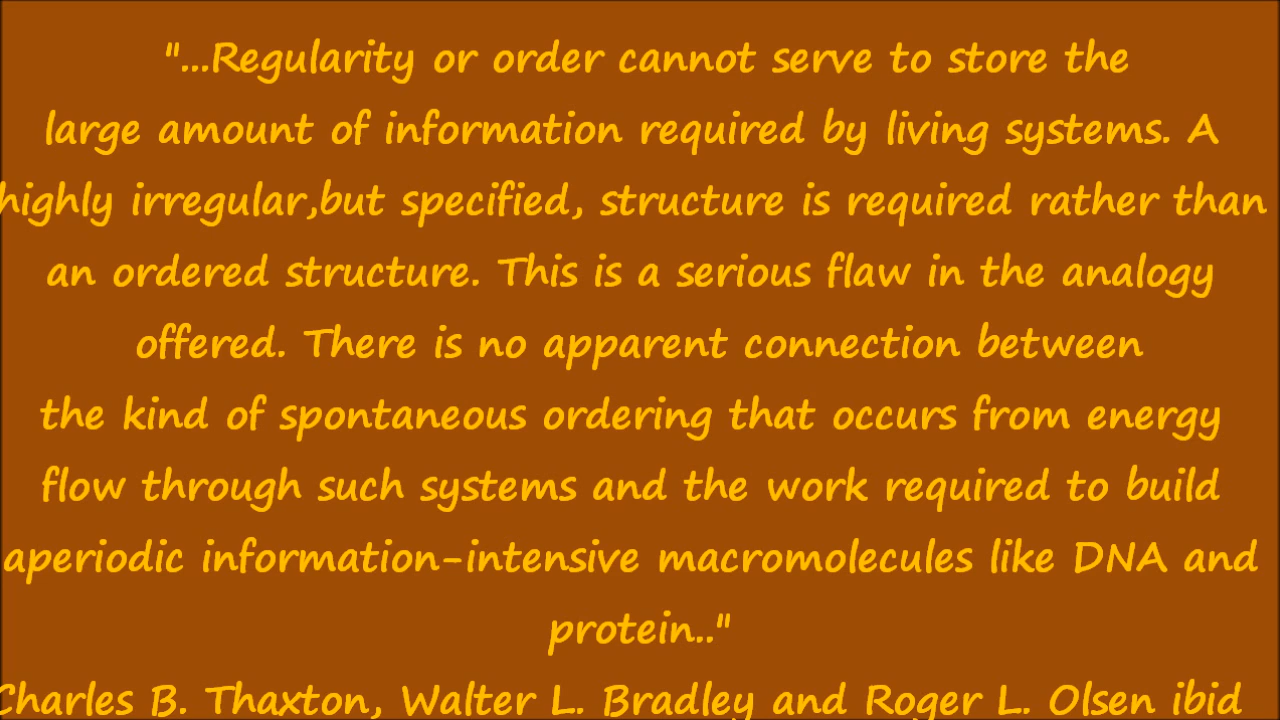 "...Regularity or order cannot serve to store the
large amount of information required by living systems. A
highly irregular,but specified, structure is required rather than
an ordered structure. This is a serious flaw in the analogy
offered. There is no apparent connection between
the kind of spontaneous ordering that occurs from energy
flow through such systems and the work required to build
aperiodic information-intensive macromolecules like DNA and
protein.."
Charles B. Thaxton, Walter L. Bradley and Roger L. Olsen ibid